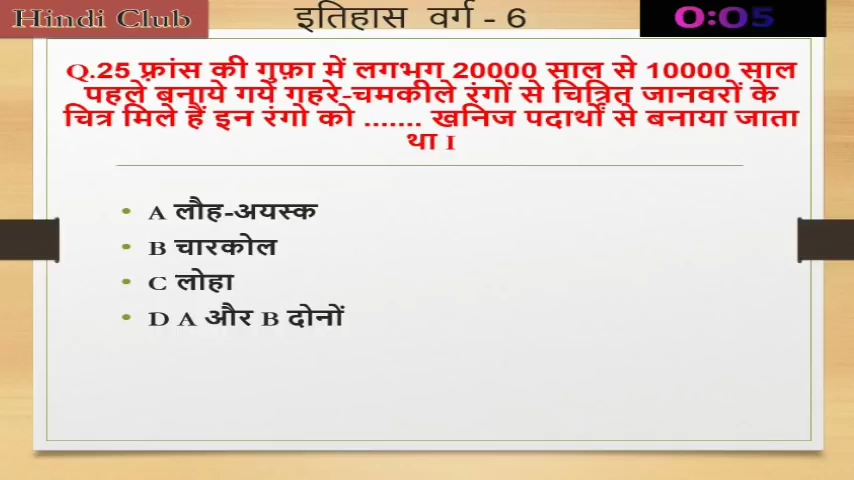 Hindi Club
इतिहास वर्ग - 6
0:05
Q.25 फ़्रांस की गुफ़ा में लगभग 20000 साल से 10000 साल
पहले बनाये गये गहरे-चमकीले रंगों से चित्रित जानवरों के
चित्र मिले हैं इन रंगो को ....... खनिज पदार्थों से बनाया जाता
था I
• A लौह-अयस्क
• B चारकोल
• C लोहा
• D A और B दोनों